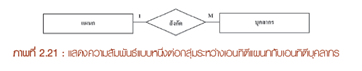 แผนก 1 สังกัด M บุคลากร
ภาพที่ 2.21 : แสดงความสัมพันธ์แบบหนึ่งต่อกลุ่มระหว่างเอนทิตีแผนกกับเอนทิตีบุคลากร